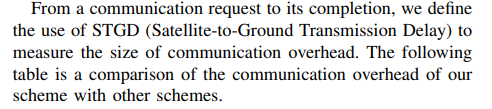 From a communication request to its completion, we define
the use of STGD (Satellite-to-Ground Transmission Delay) to
measure the size of communication overhead. The following
table is a comparison of the communication overhead of our
scheme with other schemes.